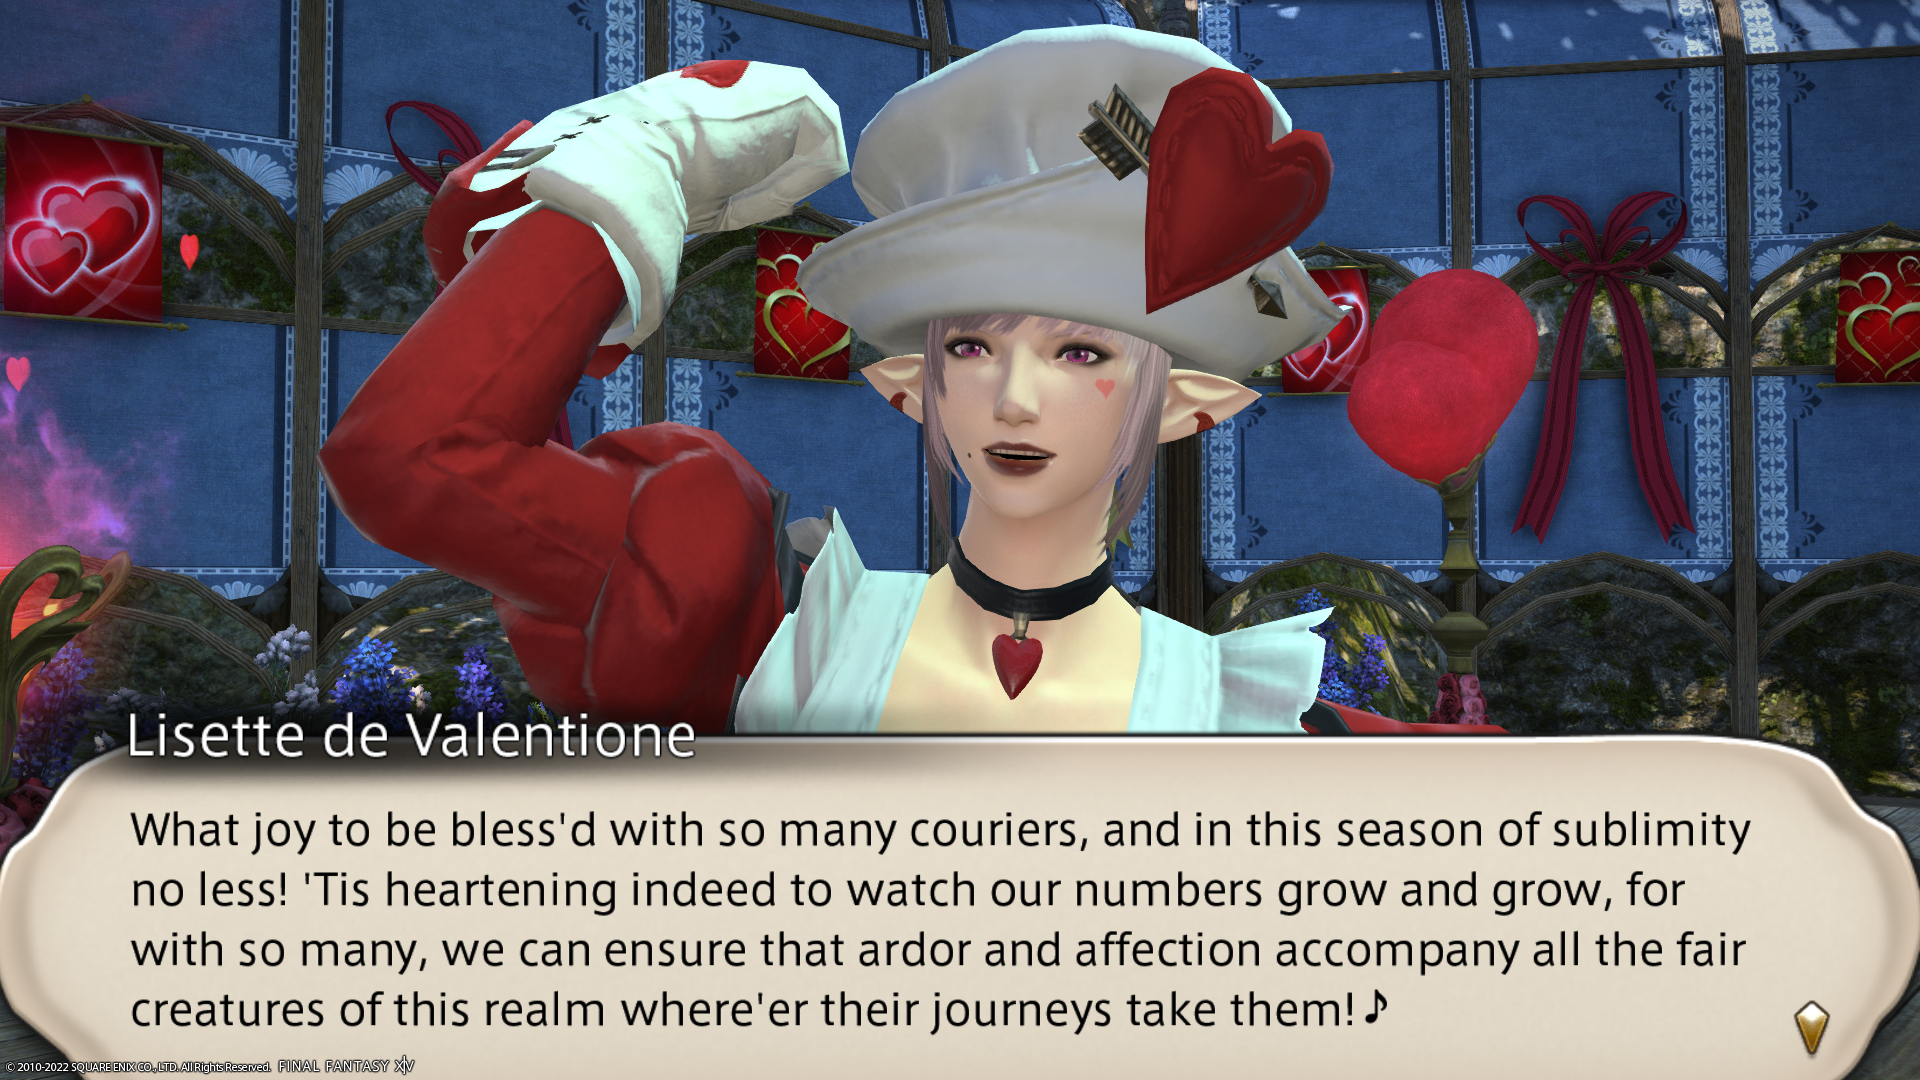 Lisette de Valentione
What joy to be bless'd with so many couriers, and in this season of sublimity
no less! 'Tis heartening indeed to watch our numbers grow and grow, for
with so many, we can ensure that ardor and affection accompany all the fair
creatures of this realm where'er their journeys take them!♪
© 2010-2022 SQUARE ENIX CO., LTD. All Rights Reserved. FINAL FANTASY XIV